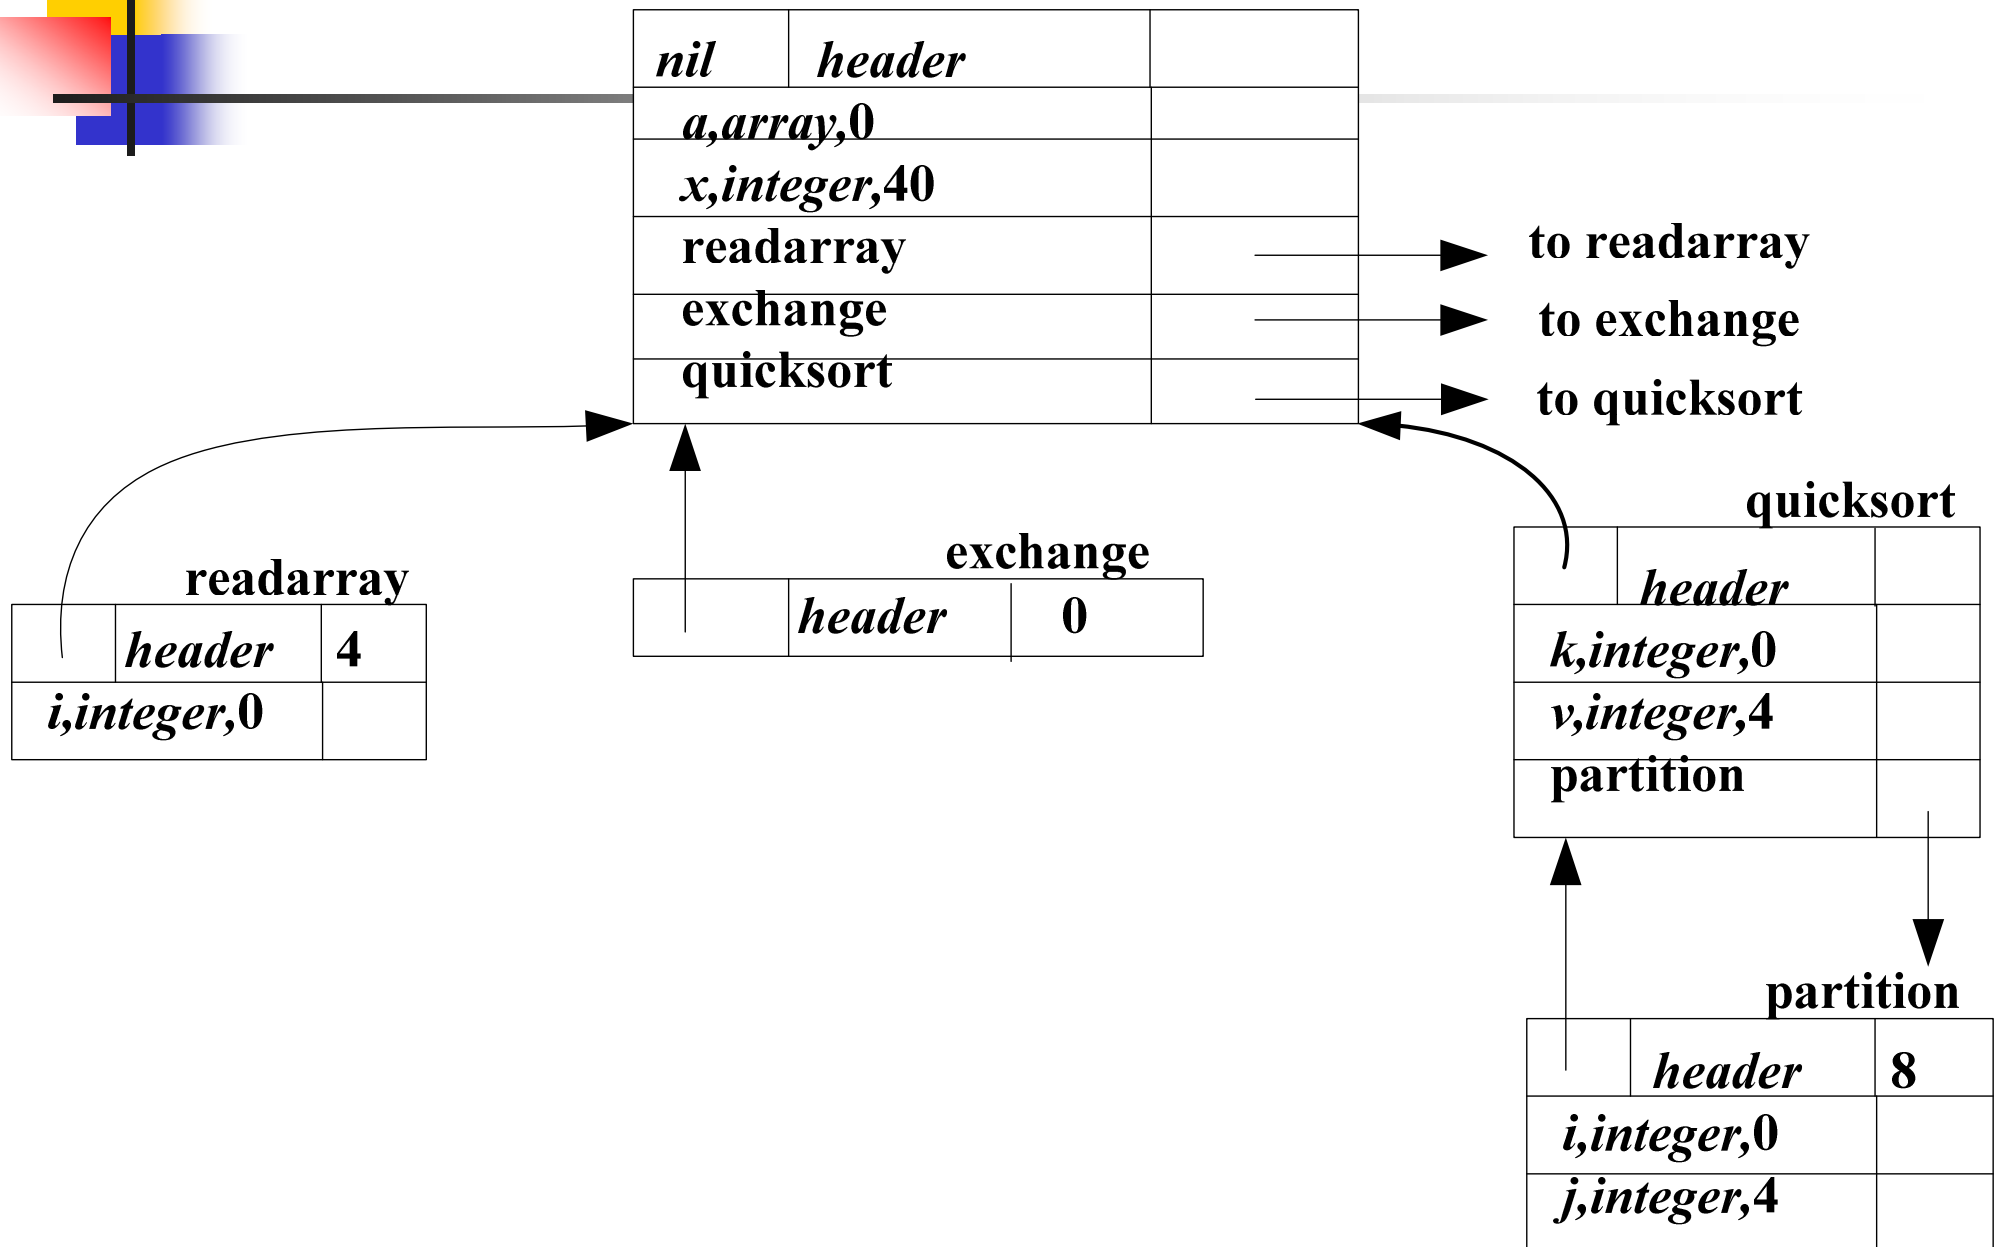 nil header
a,array,0
x,integer,40
readarray
to readarray
exchange
to exchange
quicksort
to quicksort
readarray
header 4
i,integer,0
exchange
header 0
quicksort
header
k,integer,0
v,integer,4
partition
partition
header 8
i,integer,0
j,integer,4